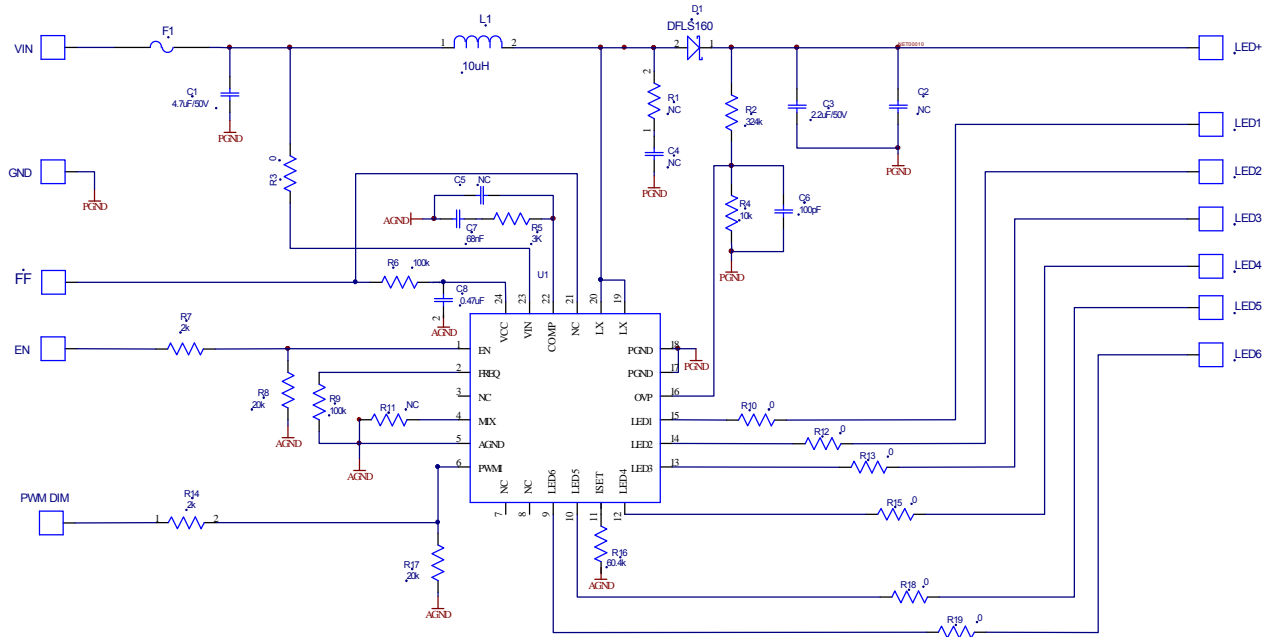 VIN
F1
L1
1
2
10uH
D1
DFLS160
2
1
NET00010
LED+
C1
4.7uF/50V
PGND
2
R1
NC
1
C4
NC
PGND
R2
324k
C3
2.2uF/50V
C2
NC
PGND
LED1
GND
PGND
R3
0
C5
NC
AGND
C7
68nF
R5
3K
R4
10k
C6
100pF
PGND
LED2
LED3
LED4
FF
R6
100k
C8
0.47uF
2
AGND
U1
24
23
22
21
20
19
VCC
VIN
COMP
NC
LX
LX
LED5
EN
R7
2k
R8
20k
AGND
R9
100k
R11
NC
AGND
1
EN
2
FREQ
3
NC
4
MIX
5
AGND
6
PWMI
PGND
18
PGND
PGND
17
OVP
16
LED1
15
LED2
14
LED3
13
LED6
R10
0
R12
0
R13
0
NC
NC
LED6
LED5
ISET
LED4
7
8
9
10
11
12
PWM DIM
1
R14
2k
2
R17
20k
AGND
R16
60.4k
AGND
R15
0
R18
0
R19
0